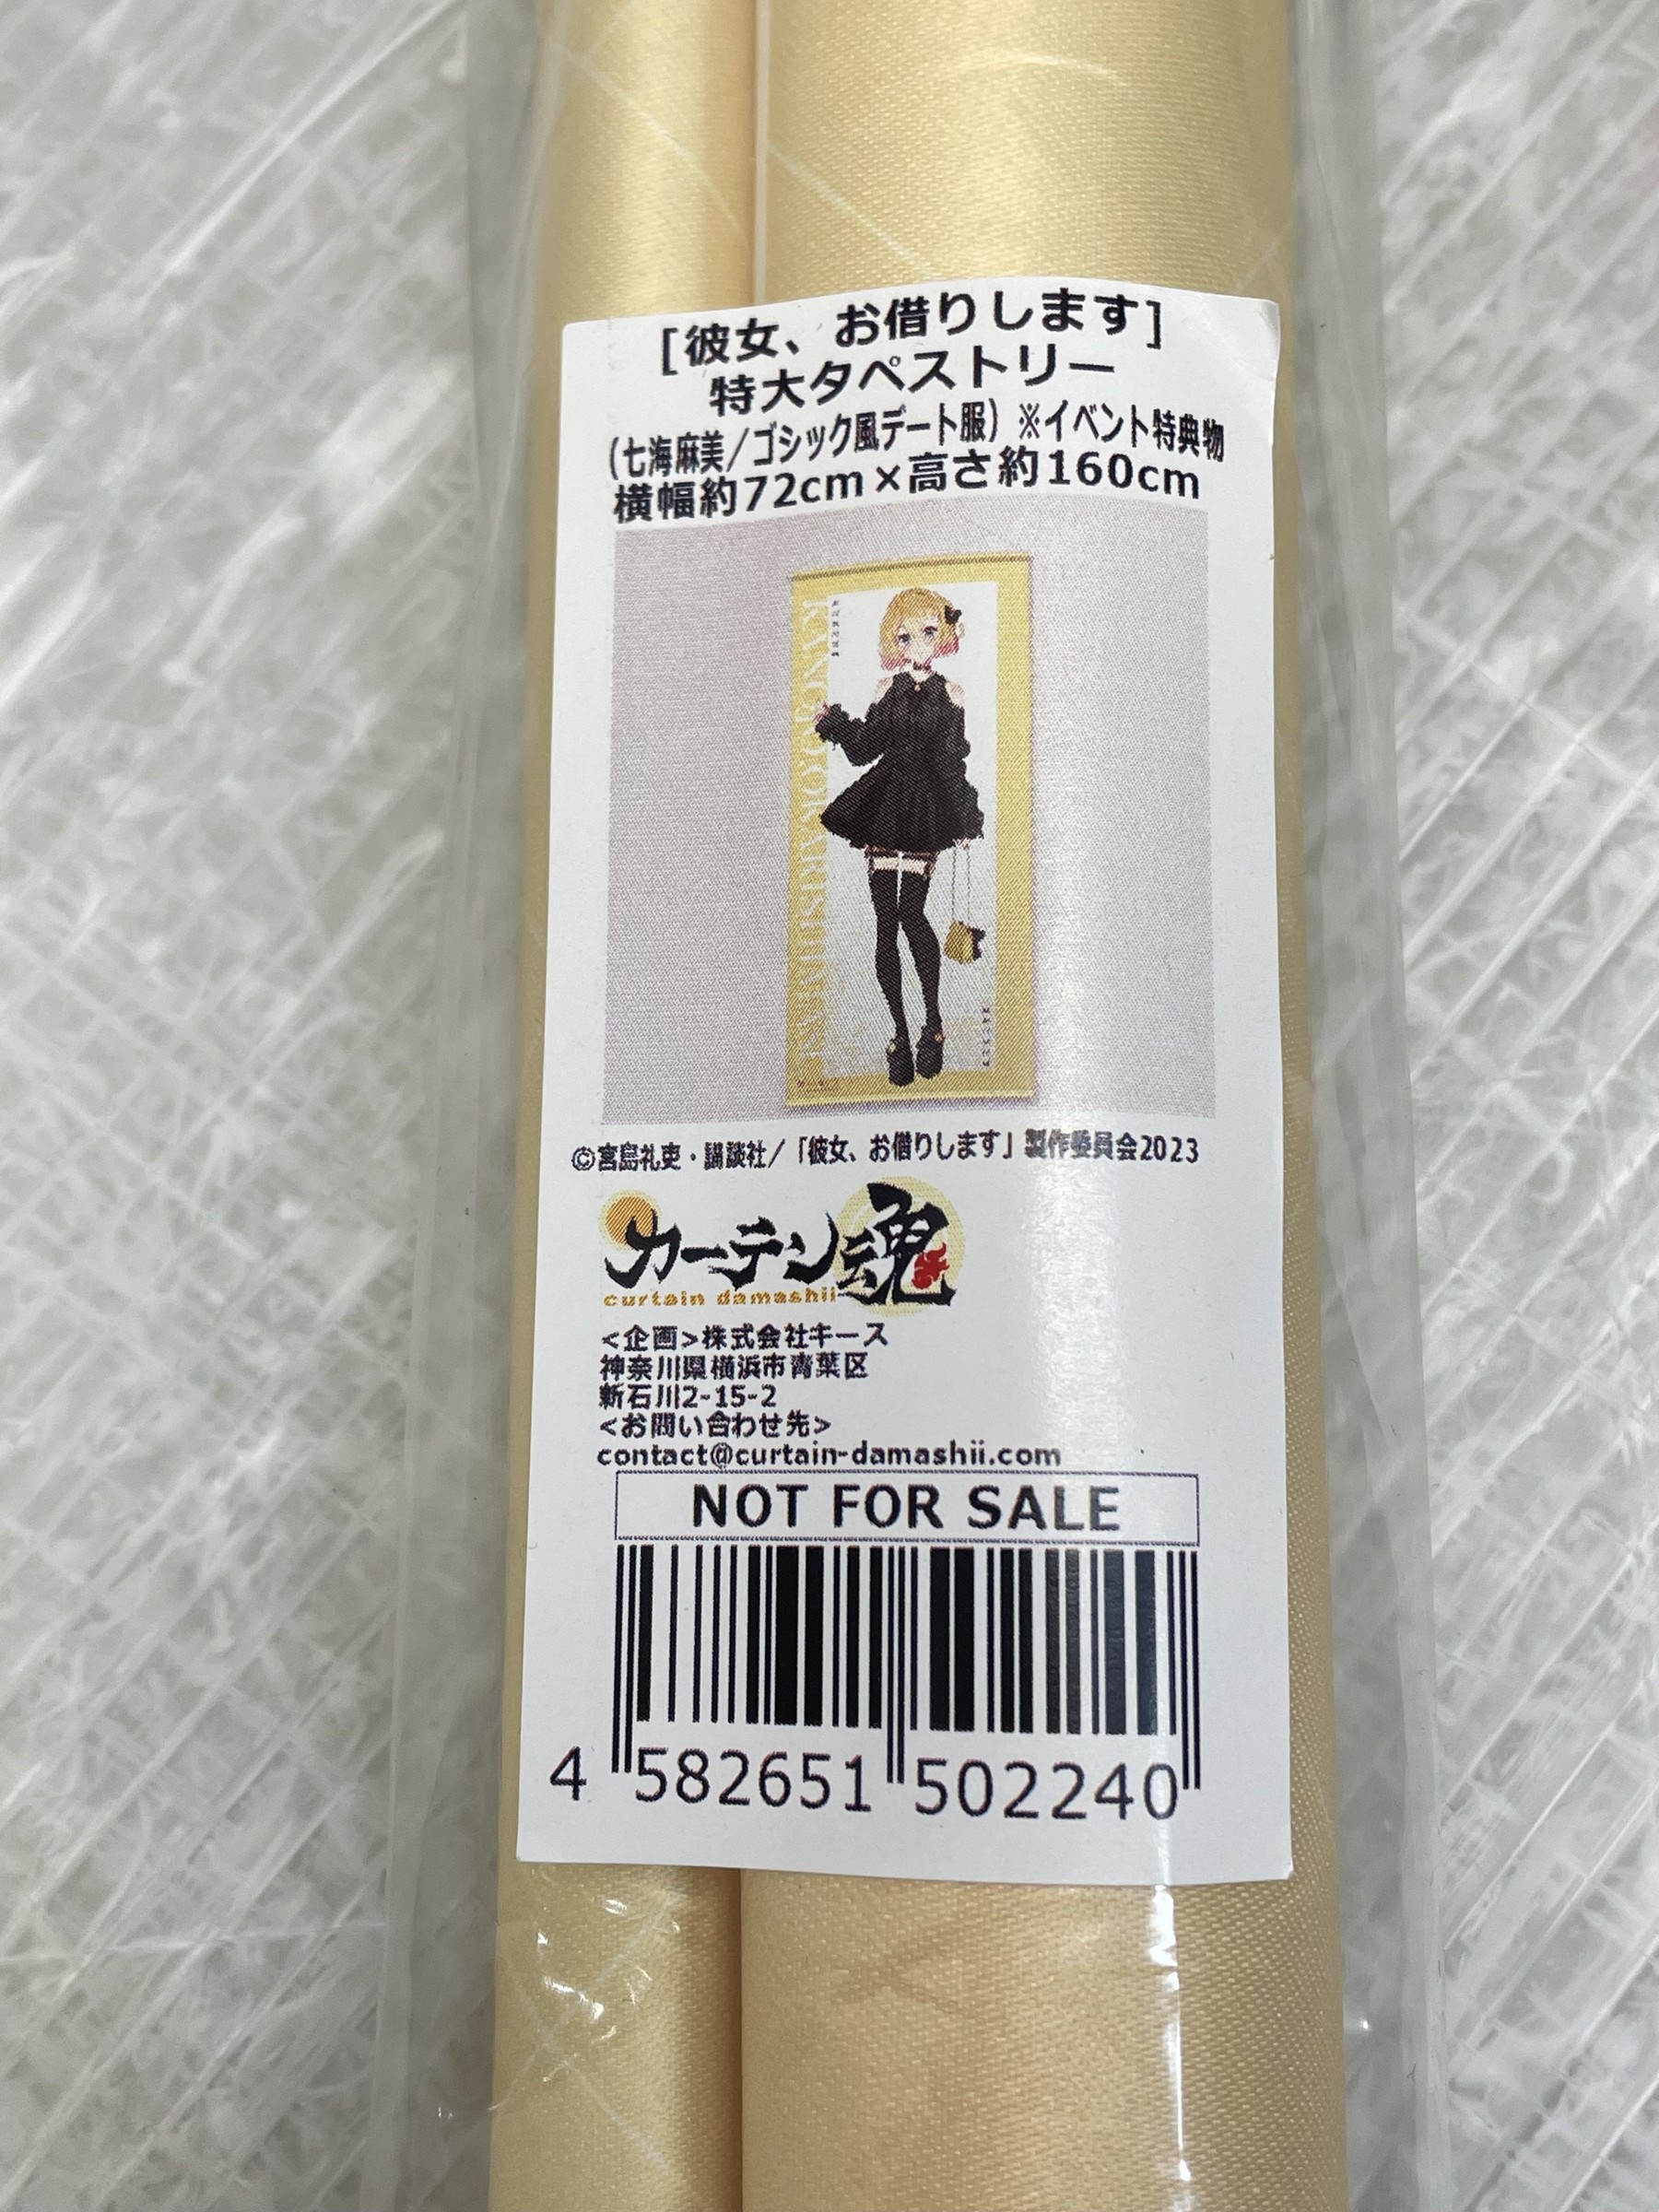 [彼女、お借りします]
特大タペストリー
(七海麻美/ゴシック風デート服)※イベント特典物
横幅約72cm×高さ約160cm
KANOJO OKARISHIMASU
©宮島礼吏・講談社/「彼女、お借りします」製作委員会2023
カーテン魂
curtain damashii
<企画>株式会社キース
神奈川県横浜市青葉区
新石川2-15-2
<お問い合わせ先>
contact@curtain-damashii.com
NOT FOR SALE
4 582651 502240